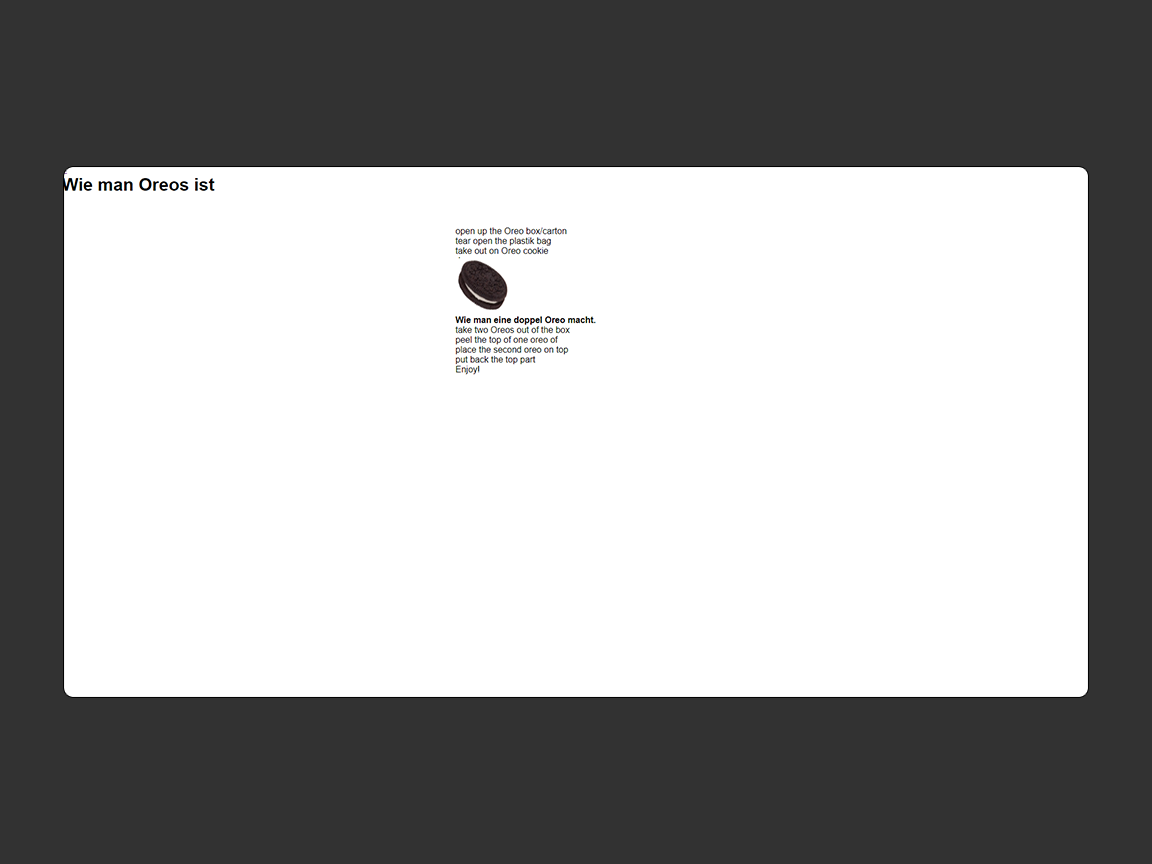 Wie man Oreos ist
open up the Oreo box/carton
tear open the plastik bag
take out on Oreo cookie
Wie man eine doppel Oreo macht.
take two Oreos out of the box
peel the top of one oreo of
place the second oreo on top
put back the top part
Enjoy!